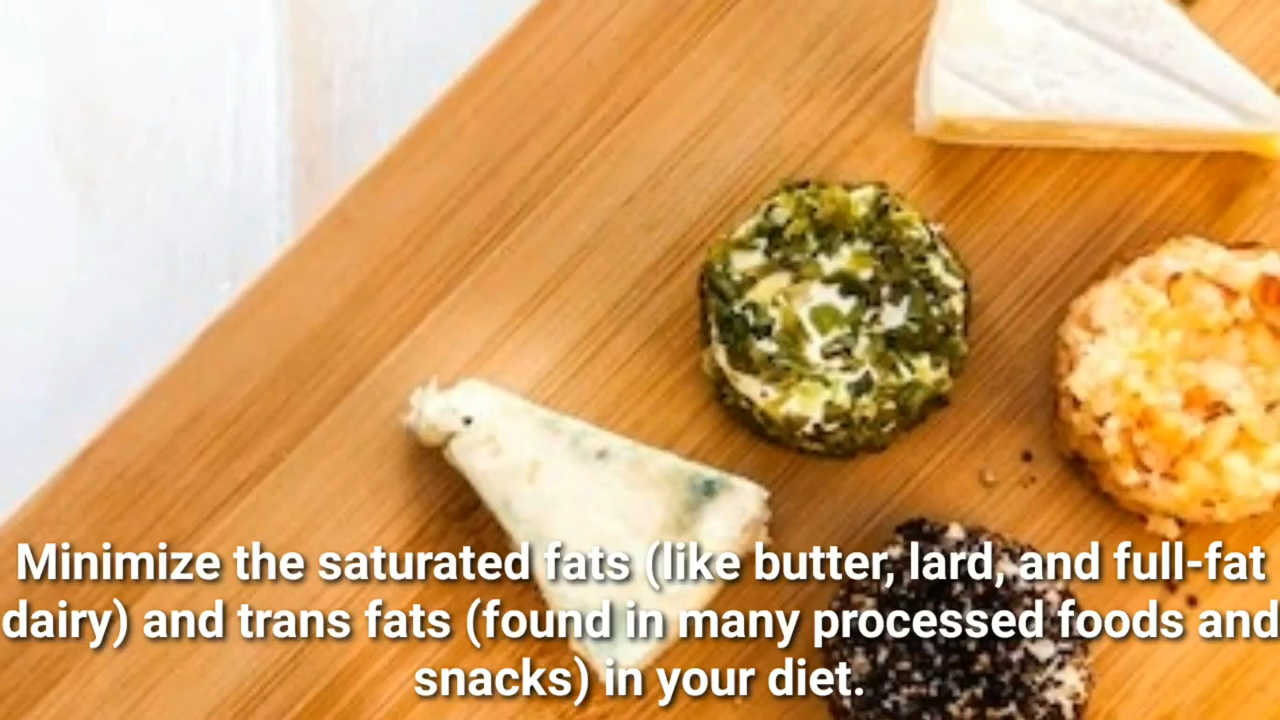 Minimize the saturated fats (like butter, lard, and full-fat
dairy) and trans fats (found in many processed foods and
snacks) in your diet.